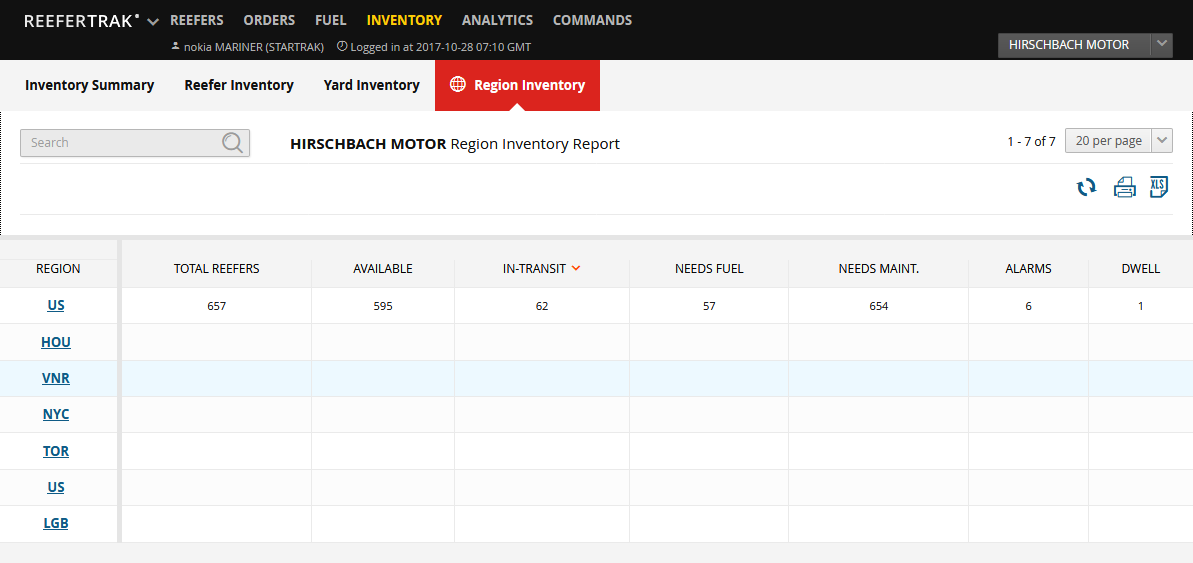 REEFERTRAK REEFERS ORDERS FUEL INVENTORY ANALYTICS COMMANDS
nokia MARINER (STARTRAK) Logged in at 2017-10-28 07:10 GMT
HIRSCHBACH MOTOR
Inventory Summary Reefer Inventory Yard Inventory Region Inventory
Search
HIRSCHBACH MOTOR Region Inventory Report
1 - 7 of 7
20 per page
XLS
REGION TOTAL REEFERS AVAILABLE IN-TRANSIT NEEDS FUEL NEEDS MAINT. ALARMS DWELL
US 657 595 62 57 654 6 1
HOU
VNR
NYC
TOR
US
LGB